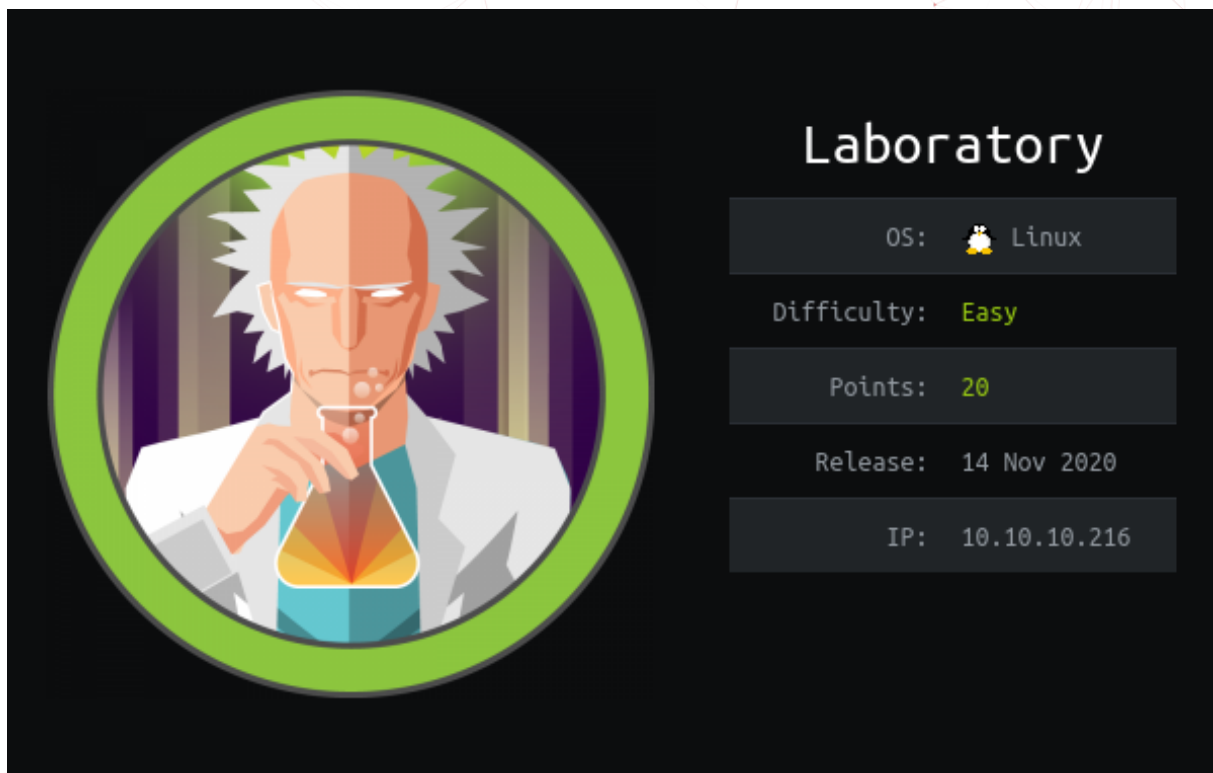 Laboratory
OS: Linux
Difficulty: Easy
Points: 20
Release: 14 Nov 2020
IP: 10.10.10.216